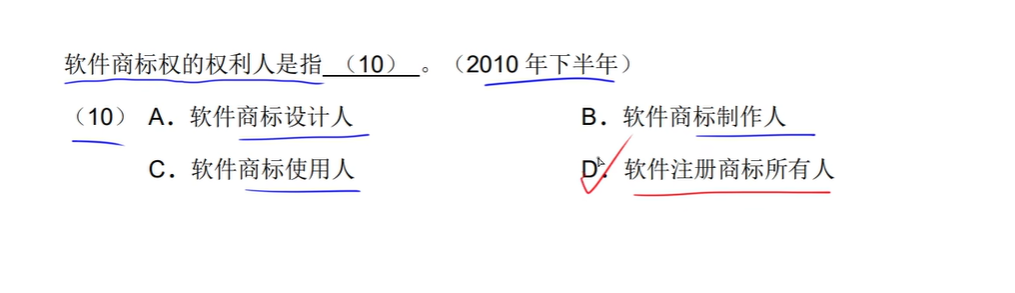 软件商标权的权利人是指 （10） 。（2010 年下半年）
（10） A．软件商标设计人 B．软件商标制作人
C．软件商标使用人 D．软件注册商标所有人